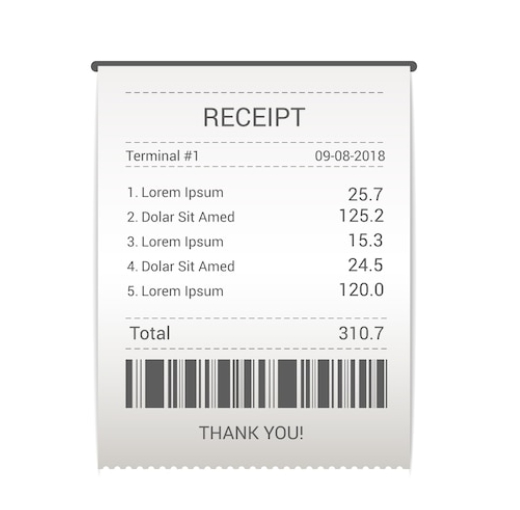 RECEIPT
Terminal #1 09-08-2018
1. Lorem Ipsum 25.7
2. Dolar Sit Amed 125.2
3. Lorem Ipsum 15.3
4. Dolar Sit Amed 24.5
5. Lorem Ipsum 120.0
Total 310.7
THANK YOU!